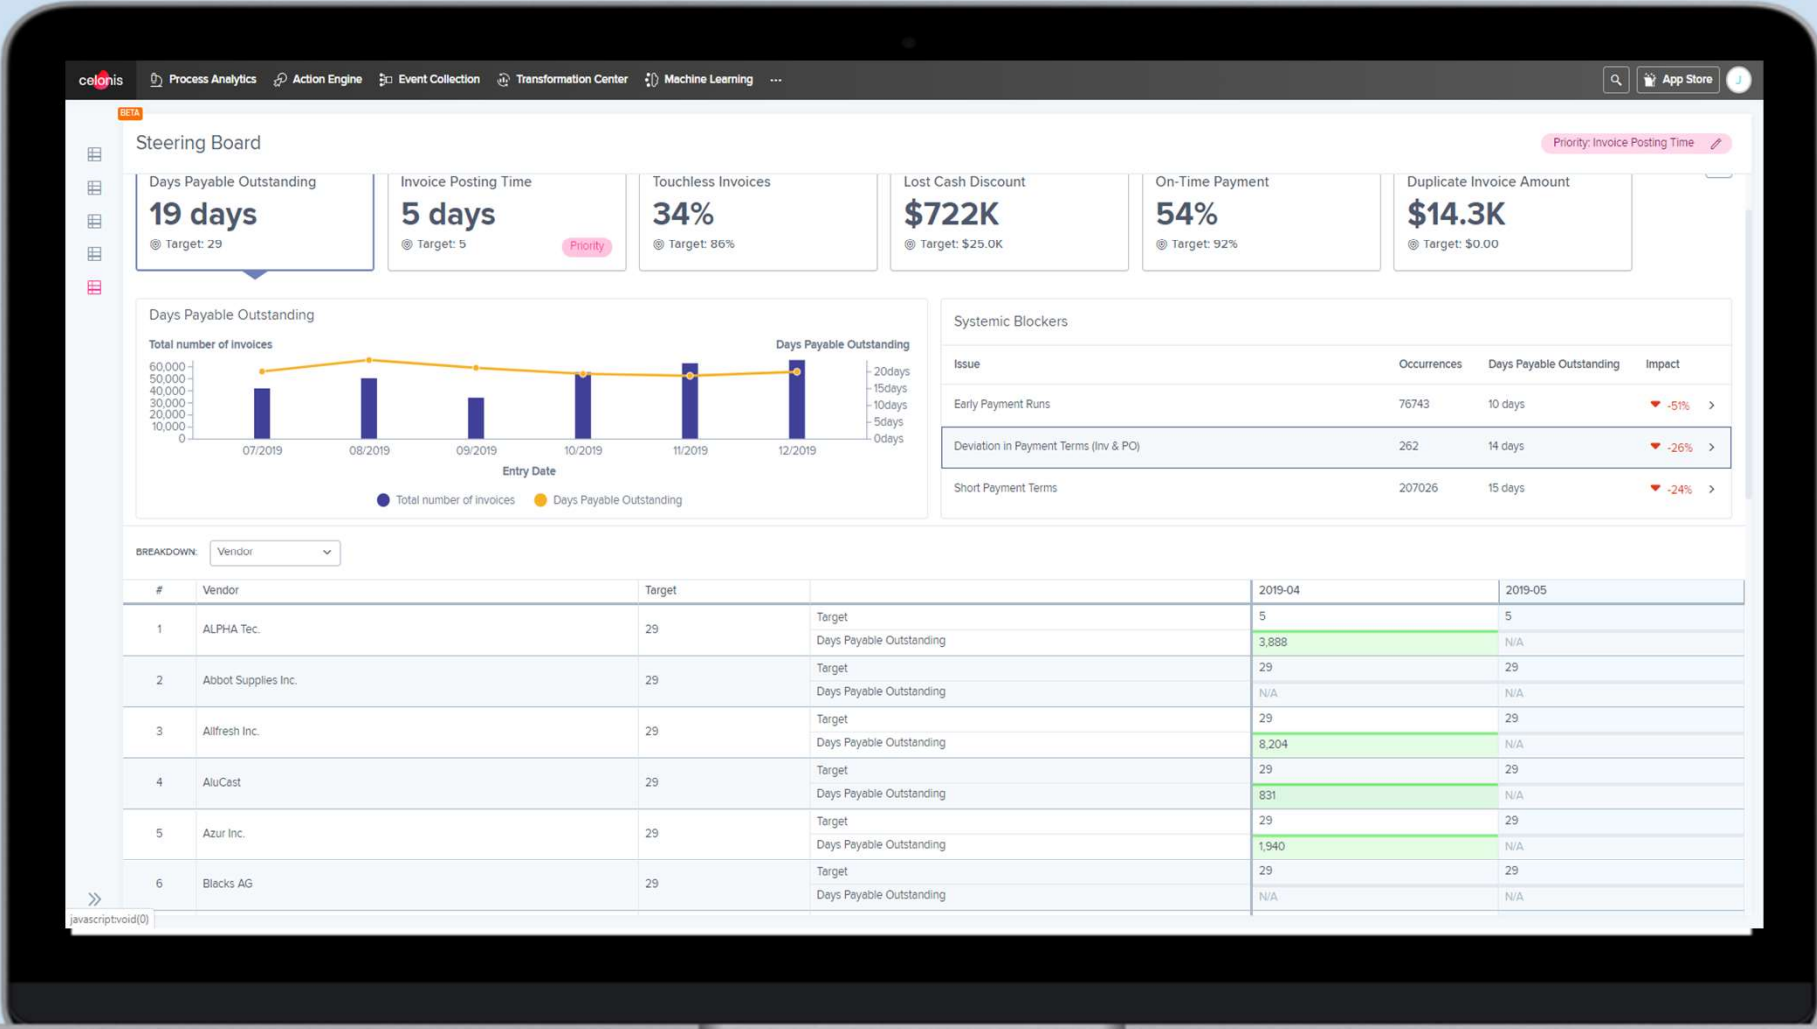 celonis Process Analytics Action Engine Event Collection Transformation Center Machine Learning ... App Store J
BETA
Steering Board Priority: Invoice Posting Time
Days Payable Outstanding Invoice Posting Time Touchless Invoices Lost Cash Discount On-Time Payment Duplicate Invoice Amount
19 days 5 days 34% $722K 54% $14.3K
Target: 29 Target: 5 Priority Target: 86% Target: $25.0K Target: 92% Target: $0.00
Days Payable Outstanding
Total number of invoices Days Payable Outstanding
60,000
50,000
40,000
30,000
20,000
10,000
0
20days
15days
10days
5days
0days
07/2019 08/2019 09/2019 10/2019 11/2019 12/2019
Entry Date
Total number of invoices Days Payable Outstanding
Systemic Blockers
Issue Occurrences Days Payable Outstanding Impact
Early Payment Runs 76743 10 days -51%
Deviation in Payment Terms (Inv & PO) 262 14 days -26%
Short Payment Terms 207026 15 days -24%
BREAKDOWN: Vendor
# Vendor Target 2019-04 2019-05
1 ALPHA Tec. 29
Target 5 5
Days Payable Outstanding 3,888 N/A
2 Abbot Supplies Inc. 29
Target 29 29
Days Payable Outstanding N/A N/A
3 Allfresh Inc. 29
Target 29 29
Days Payable Outstanding 8,204 N/A
4 AluCast 29
Target 29 29
Days Payable Outstanding 831 N/A
5 Azur Inc. 29
Target 29 29
Days Payable Outstanding 1,940 N/A
6 Blacks AG 29
Target 29 29
Days Payable Outstanding N/A N/A
javascript:void(0)